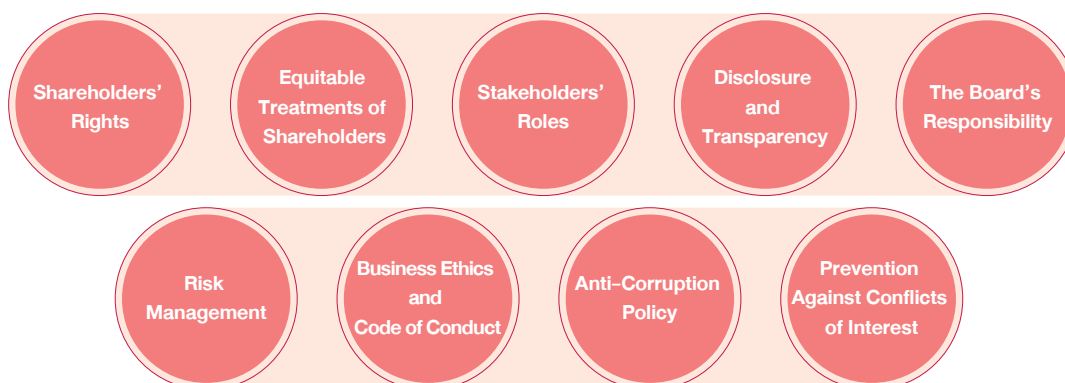 Shareholders’
Rights
Equitable
Treatments of
Shareholders
Stakeholders’
Roles
Disclosure
and
Transparency
The Board’s
Responsibility
Risk
Management
Business Ethics
and
Code of Conduct
Anti–Corruption
Policy
Prevention
Against Conflicts
of Interest